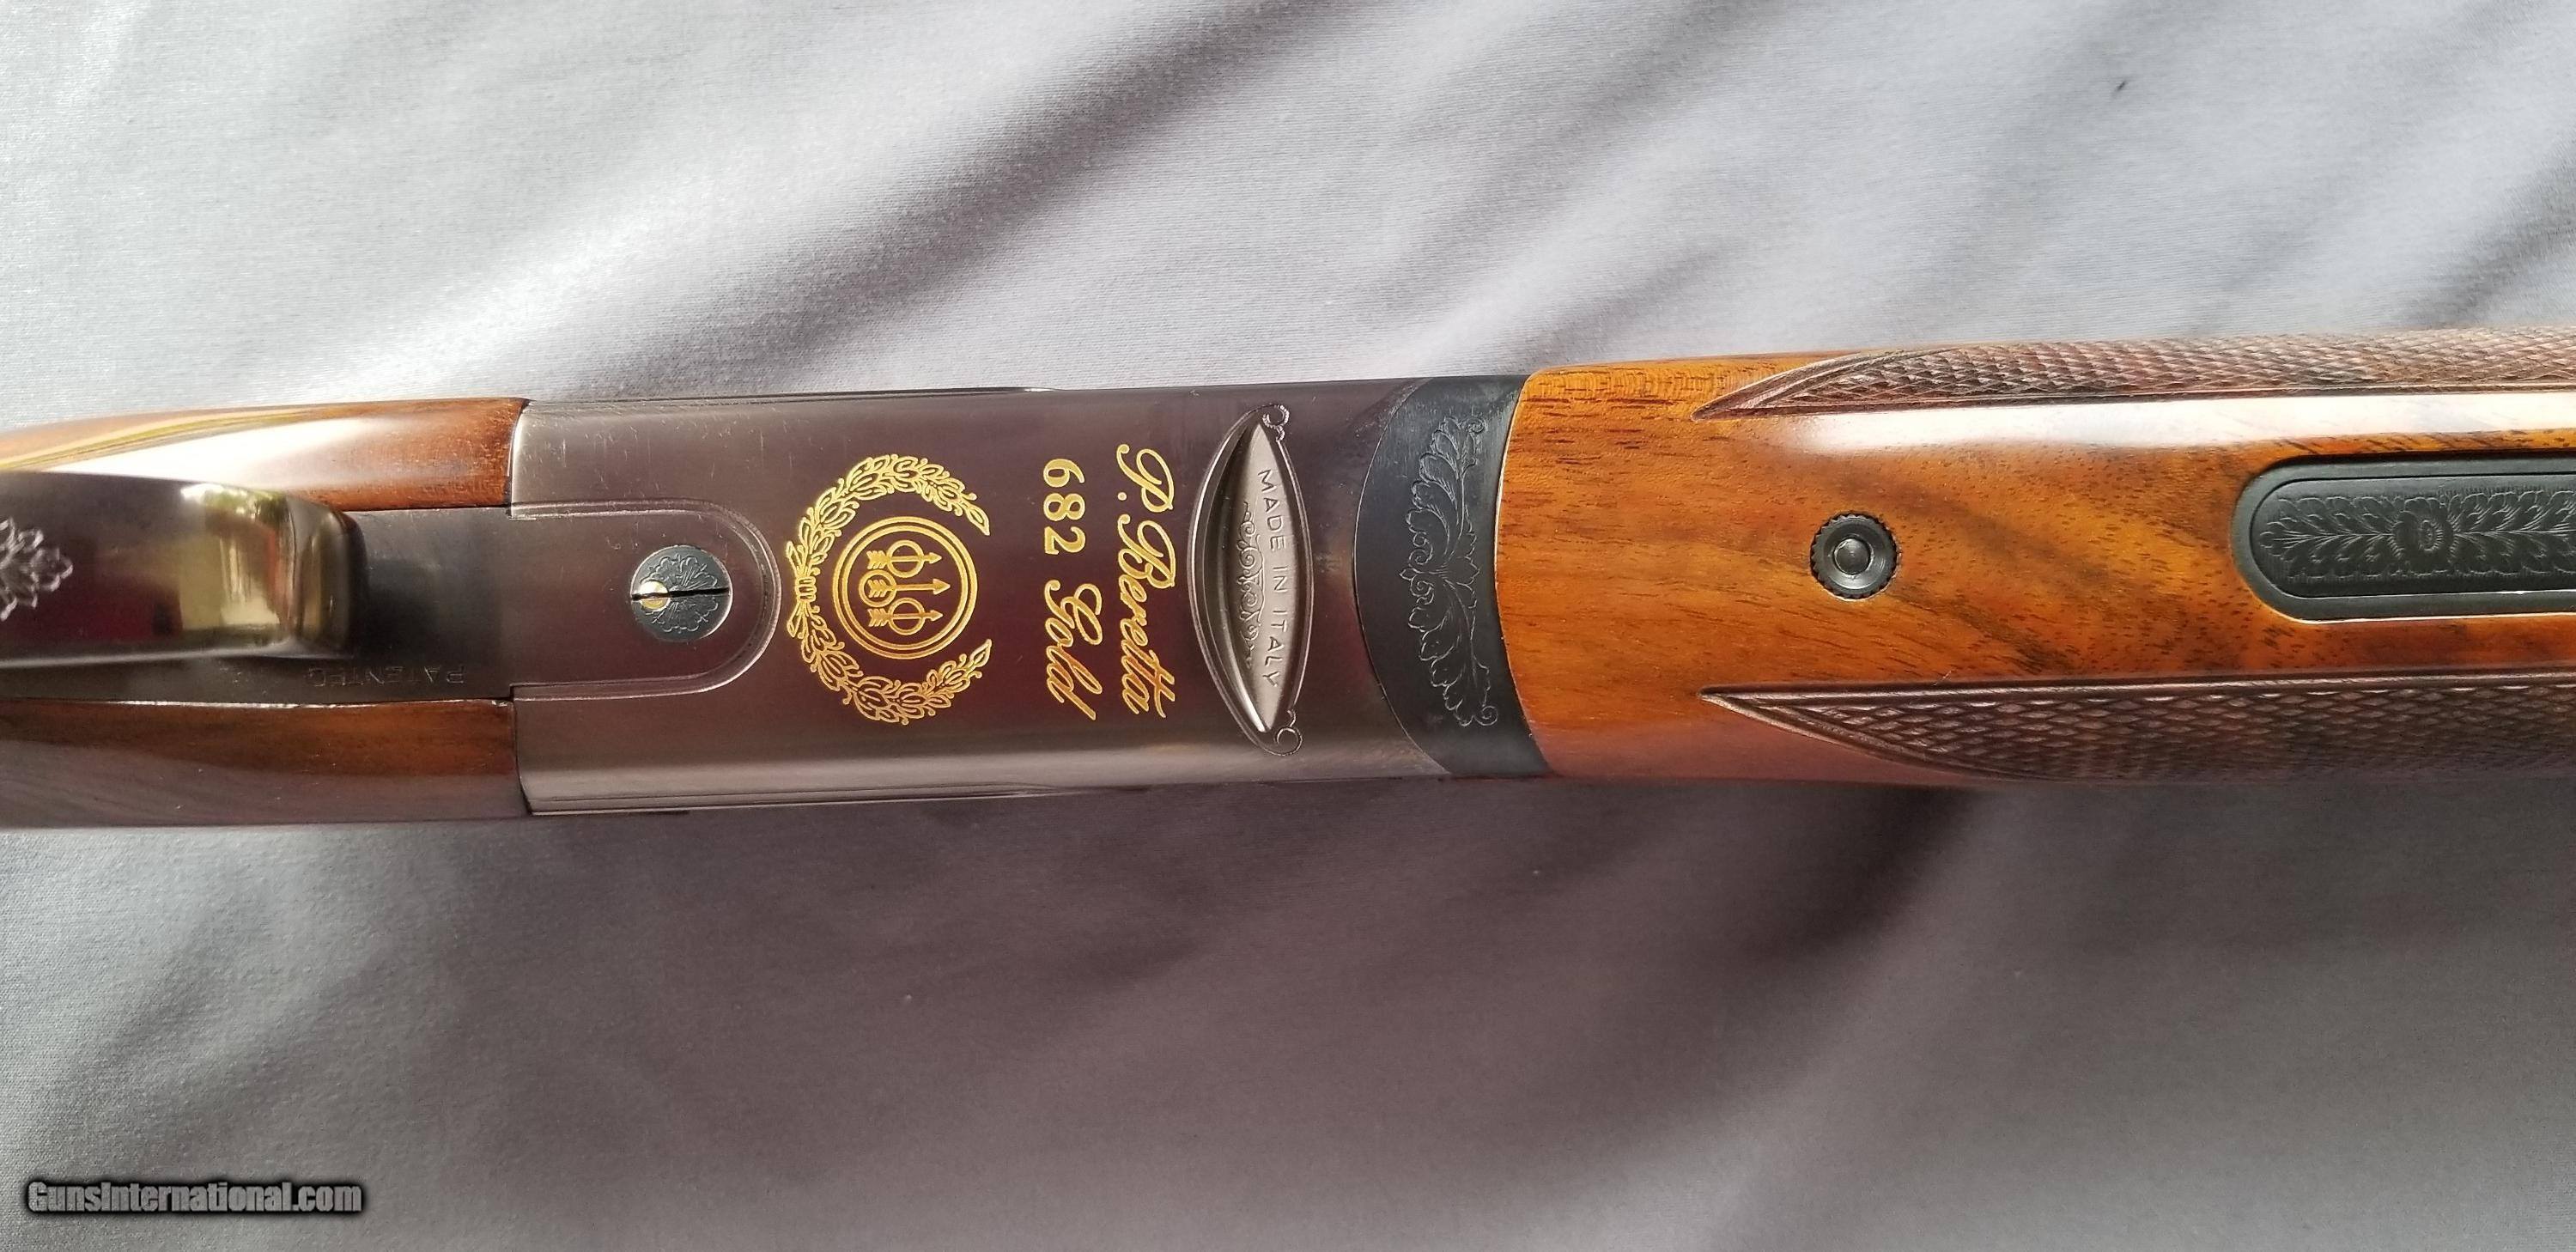 P. Beretta
682 Gold
MADE IN ITALY
PATENTED
GunsInternational.com